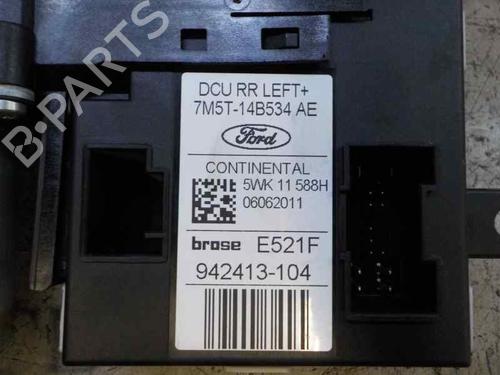 DCU RR LEFT+
7M5T-14B534 AE
Ford
CONTINENTAL
5WK 11 588H
06062011
brose E521F
942413-104
B-PARTS